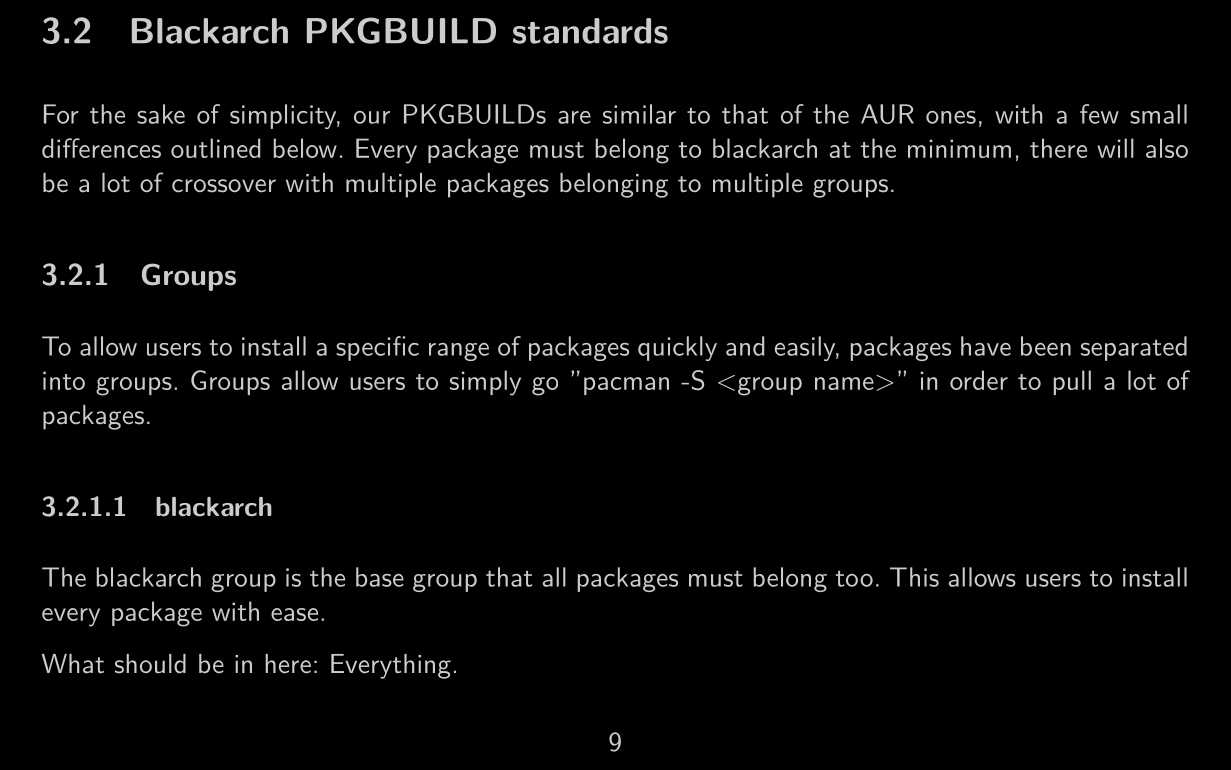 3.2 Blackarch PKGBUILD standards
For the sake of simplicity, our PKGBUILDs are similar to that of the AUR ones, with a few small
differences outlined below. Every package must belong to blackarch at the minimum, there will also
be a lot of crossover with multiple packages belonging to multiple groups.
3.2.1 Groups
To allow users to install a specific range of packages quickly and easily, packages have been separated
into groups. Groups allow users to simply go ”pacman -S <group name>” in order to pull a lot of
packages.
3.2.1.1 blackarch
The blackarch group is the base group that all packages must belong too. This allows users to install
every package with ease.
What should be in here: Everything.
9